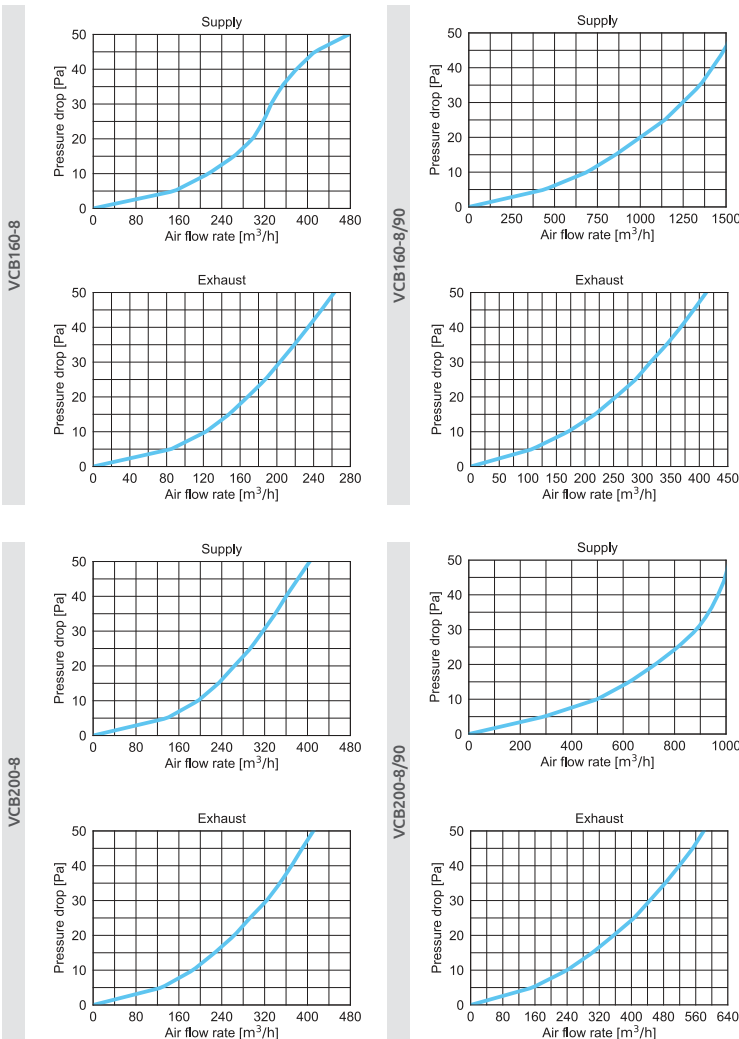 VCB160-8
Supply
Pressure drop [Pa]
50
40
30
20
10
0
0 80 160 240 320 400 480
Air flow rate [m³/h]
Exhaust
Pressure drop [Pa]
50
40
30
20
10
0
0 40 80 120 160 200 240 280
Air flow rate [m³/h]
VCB160-8/90
Supply
Pressure drop [Pa]
50
40
30
20
10
0
0 250 500 750 1000 1250 1500
Air flow rate [m³/h]
Exhaust
Pressure drop [Pa]
50
40
30
20
10
0
0 50 100 150 200 250 300 350 400 450
Air flow rate [m³/h]
VCB200-8
Supply
Pressure drop [Pa]
50
40
30
20
10
0
0 80 160 240 320 400 480
Air flow rate [m³/h]
Exhaust
Pressure drop [Pa]
50
40
30
20
10
0
0 80 160 240 320 400 480
Air flow rate [m³/h]
VCB200-8/90
Supply
Pressure drop [Pa]
50
40
30
20
10
0
0 200 400 600 800 1000
Air flow rate [m³/h]
Exhaust
Pressure drop [Pa]
50
40
30
20
10
0
0 80 160 240 320 400 480 560 640
Air flow rate [m³/h]